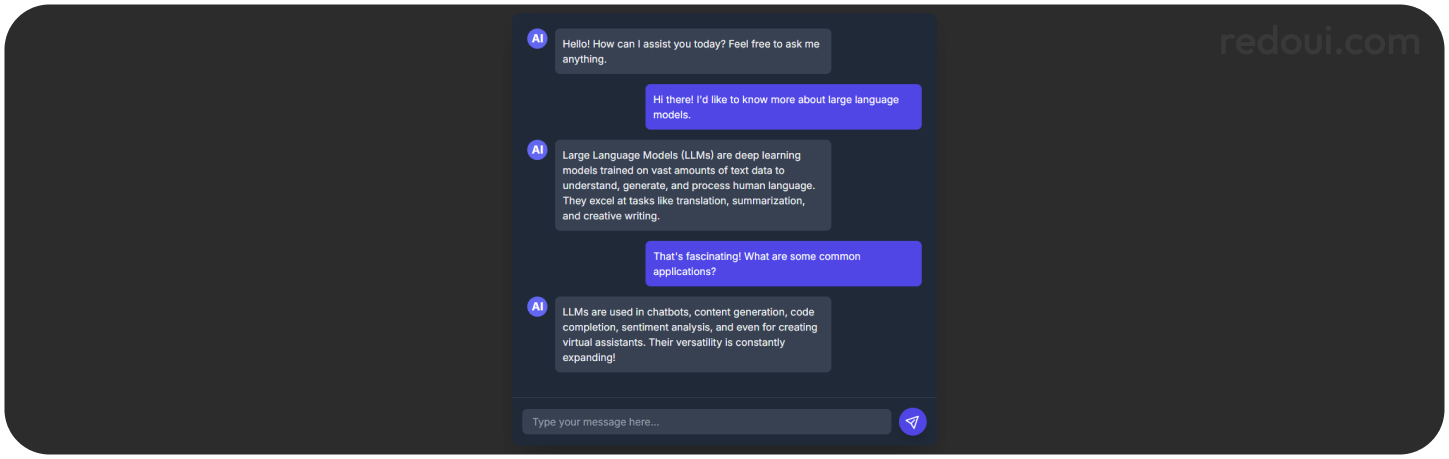 redoui.com
AI
Hello! How can I assist you today? Feel free to ask me
anything.
Hi there! I'd like to know more about large language
models.
AI
Large Language Models (LLMs) are deep learning
models trained on vast amounts of text data to
understand, generate, and process human language.
They excel at tasks like translation, summarization,
and creative writing.
That's fascinating! What are some common
applications?
AI
LLMs are used in chatbots, content generation, code
completion, sentiment analysis, and even for creating
virtual assistants. Their versatility is constantly
expanding!
Type your message here...